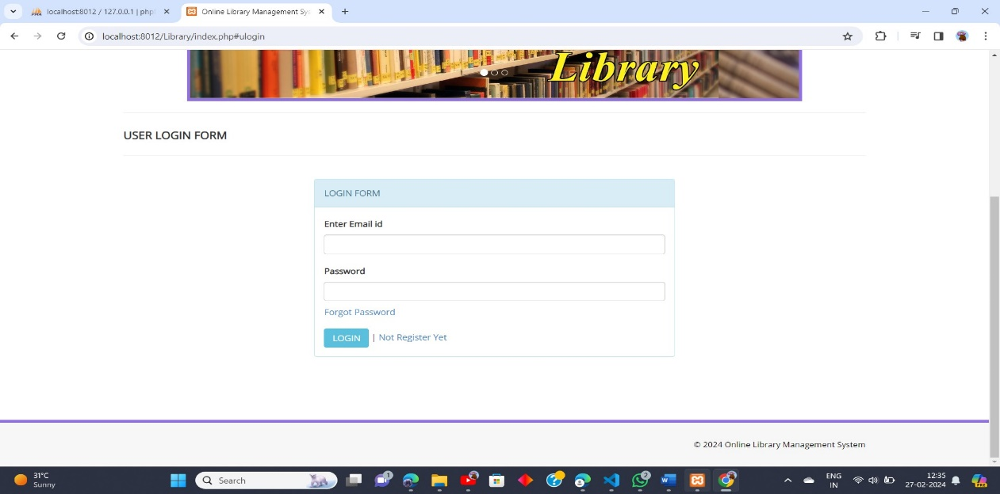 localhost:8012 / 127.0.0.1 | php
Online Library Management Sy
localhost:8012/Library/index.php#ulogin
Library
USER LOGIN FORM
LOGIN FORM
Enter Email id
Password
Forgot Password
LOGIN | Not Register Yet
© 2024 Online Library Management System
31°C
Sunny
Search
1
2
ENG
IN
12:35
27-02-2024